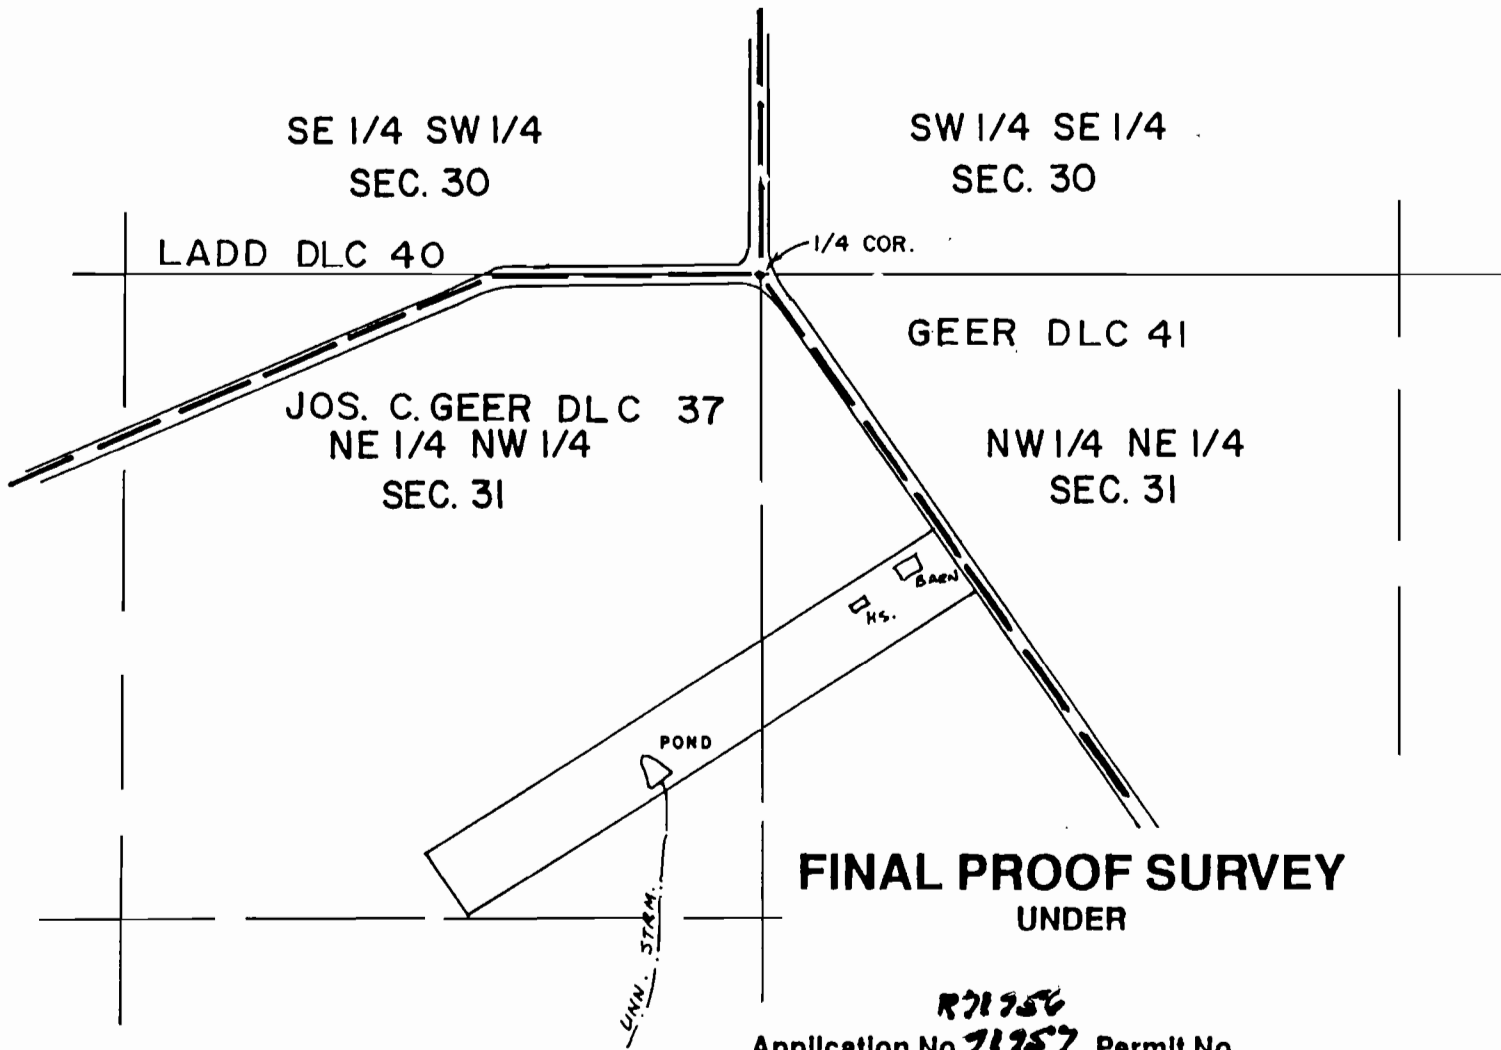 SE 1/4 SW 1/4
SEC. 30
SW 1/4 SE 1/4
SEC. 30
LADD DLC 40
1/4 COR.
GEER DLC 41
JOS. C. GEER DLC 37
NE 1/4 NW 1/4
SEC. 31
NW 1/4 NE 1/4
SEC. 31
BARN
HS.
POND
UNN. STRM.
FINAL PROOF SURVEY
UNDER
Application No. Permit No.